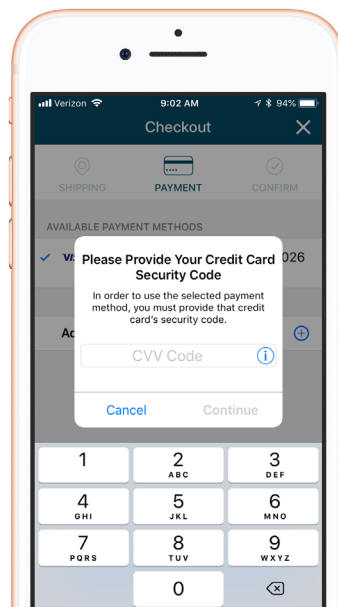 Verizon 9:02 AM 94%
Checkout
SHIPPING PAYMENT CONFIRM
AVAILABLE PAYMENT METHODS
026
Please Provide Your Credit Card
Security Code
In order to use the selected payment
method, you must provide that
credit card's security code.
CVV Code
Cancel Continue
1 2 3
ABC DEF
4 5 6
GHI JKL MNO
7 8 9
PQRS TUV WXYZ
0